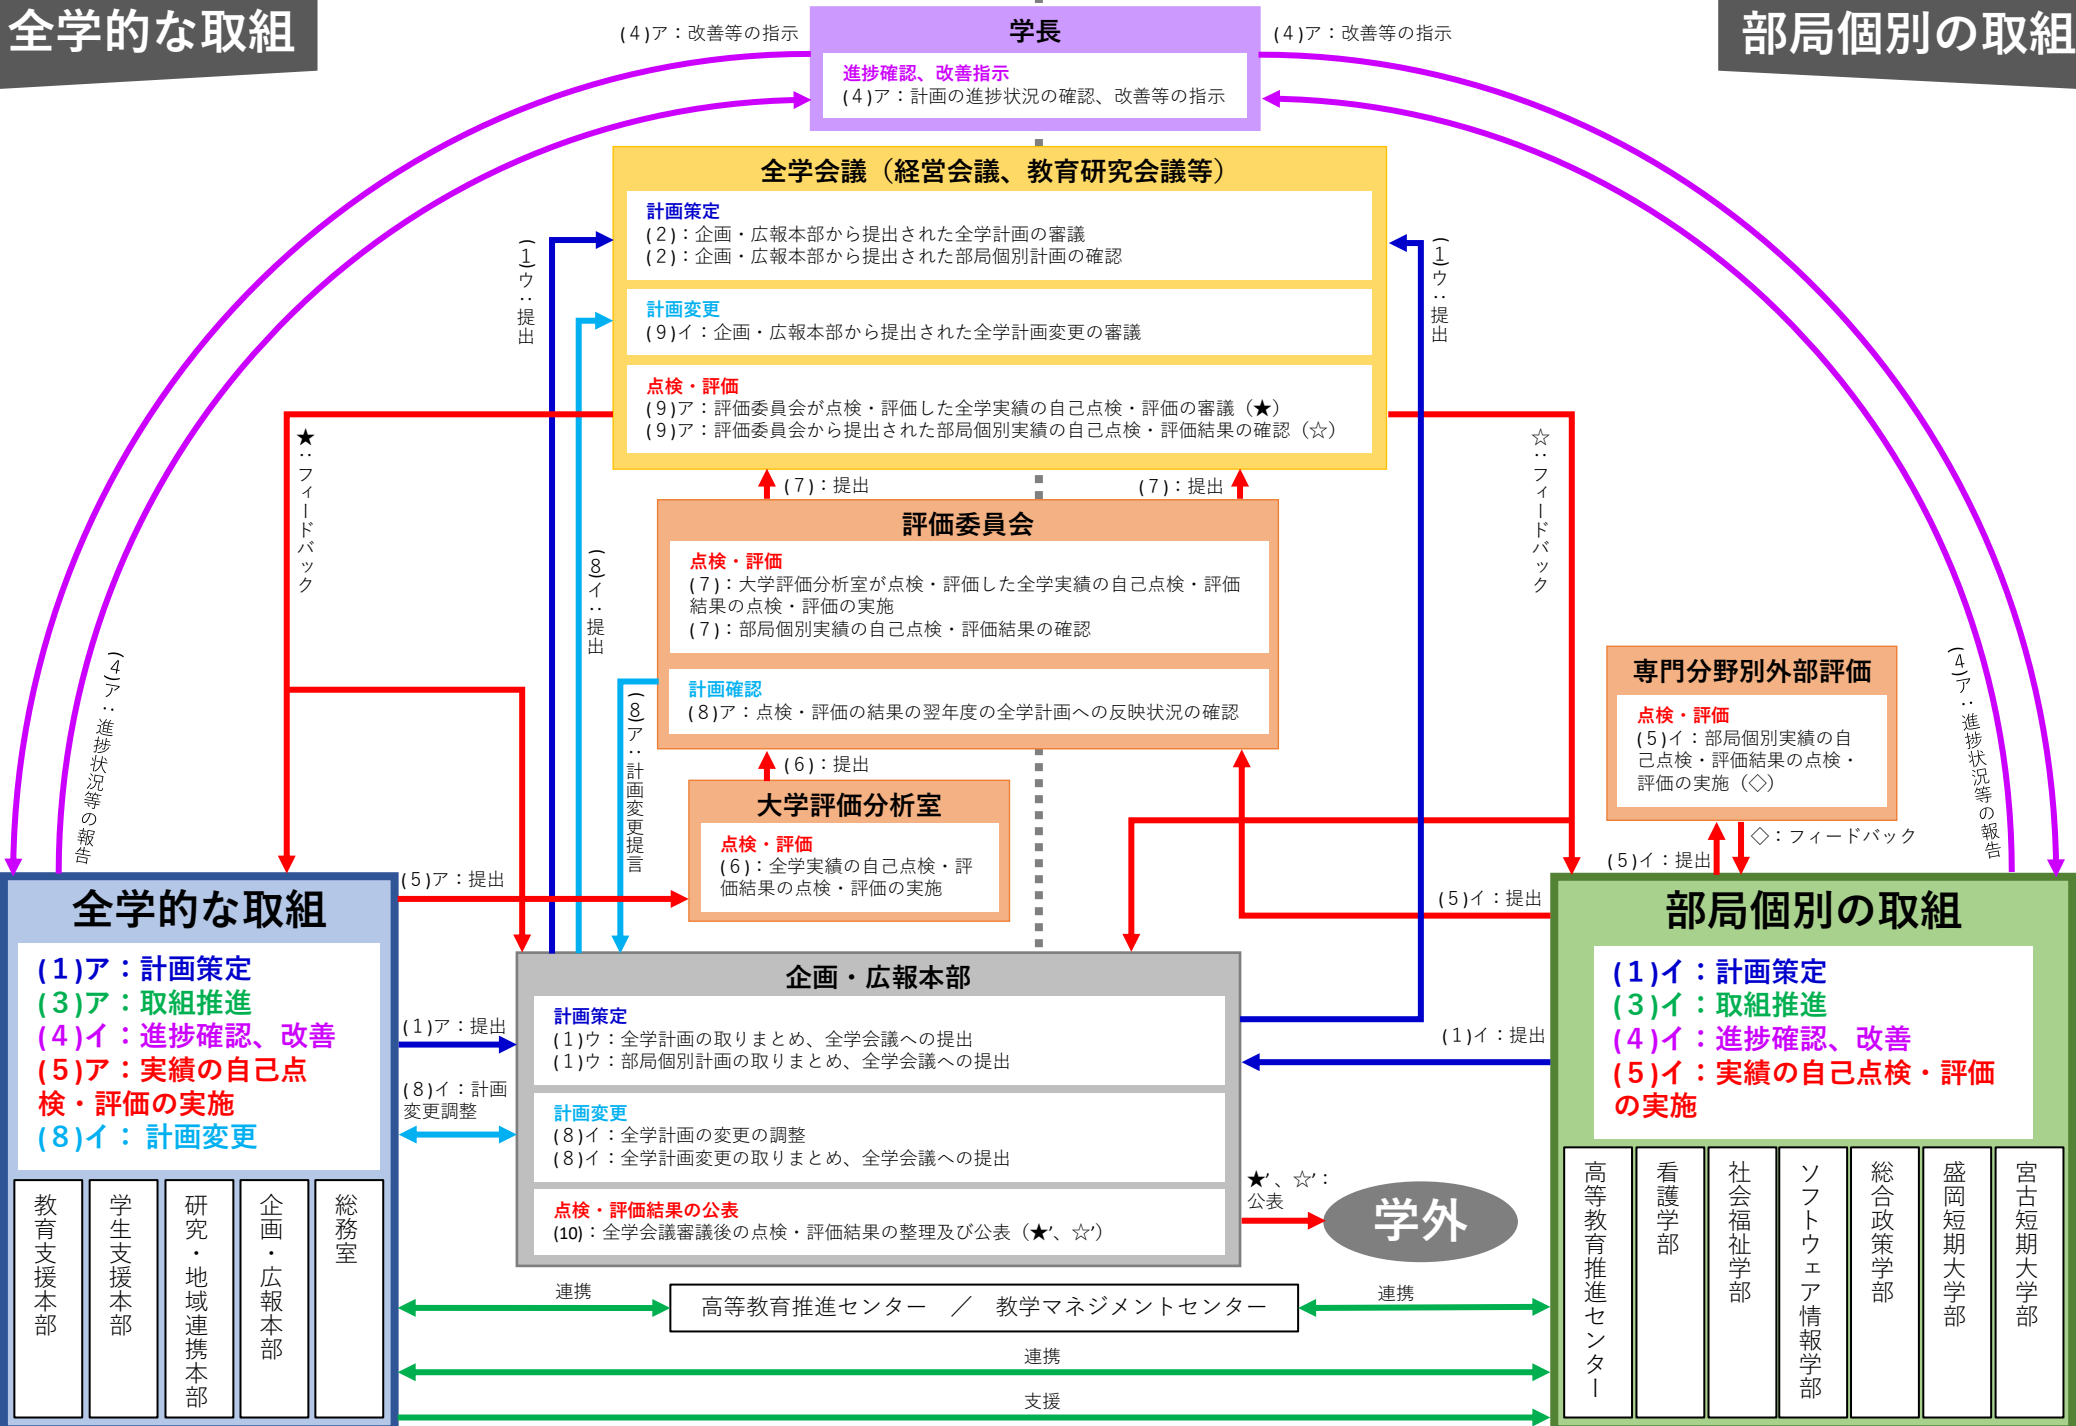 全学的な取組
部局個別の取組
(４)ア：改善等の指示
(４)ア：改善等の指示
学長
進捗確認、改善指示
(４)ア：計画の進捗状況の確認、改善等の指示
全学会議（経営会議、教育研究会議等）
計画策定
(２)：企画・広報本部から提出された全学計画の審議
(２)：企画・広報本部から提出された部局個別計画の確認
計画変更
(９)イ：企画・広報本部から提出された全学計画変更の審議
点検・評価
(９)ア：評価委員会が点検・評価した全学実績の自己点検・評価の審議（★）
(９)ア：評価委員会から提出された部局個別実績の自己点検・評価結果の確認（☆）
(１)ウ：提出
(１)ウ：提出
★：フィードバック
☆：フィードバック
(７)：提出
(７)：提出
評価委員会
点検・評価
(７)：大学評価分析室が点検・評価した全学実績の自己点検・評価
結果の点検・評価の実施
(７)：部局個別実績の自己点検・評価結果の確認
計画確認
(８)ア：点検・評価の結果の翌年度の全学計画への反映状況の確認
(８)イ：提出
(８)ア：計画変更提言
(４)ア：進捗状況等の報告
(４)ア：進捗状況等の報告
専門分野別外部評価
点検・評価
(５)イ：部局個別実績の自
己点検・評価結果の点検・
評価の実施（◇）
◇：フィードバック
(５)イ：提出
(６)：提出
大学評価分析室
点検・評価
(６)：全学実績の自己点検・評
価結果の点検・評価の実施
(５)ア：提出
(５)イ：提出
全学的な取組
(１)ア：計画策定
(３)ア：取組推進
(４)イ：進捗確認、改善
(５)ア：実績の自己点
検・評価の実施
(８)イ： 計画変更
教育支援本部
学生支援本部
研究・地域連携本部
企画・広報本部
総務室
(１)ア：提出
(８)イ：計画
変更調整
企画・広報本部
計画策定
(１)ウ：全学計画の取りまとめ、全学会議への提出
(１)ウ：部局個別計画の取りまとめ、全学会議への提出
計画変更
(８)イ：全学計画の変更の調整
(８)イ：全学計画変更の取りまとめ、全学会議への提出
点検・評価結果の公表
(10)：全学会議審議後の点検・評価結果の整理及び公表（★’、☆’）
(１)イ：提出
★’、☆’：
公表
学外
部局個別の取組
(１)イ：計画策定
(３)イ：取組推進
(４)イ：進捗確認、改善
(５)イ：実績の自己点検・評価
の実施
高等教育推進センター
看護学部
社会福祉学部
ソフトウェア情報学部
総合政策学部
盛岡短期大学部
宮古短期大学部
連携
高等教育推進センター　／　教学マネジメントセンター
連携
連携
支援